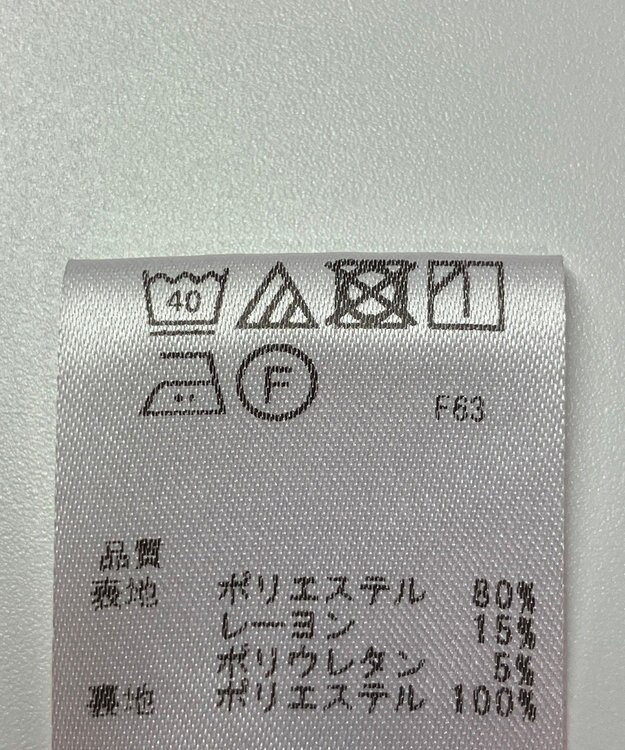 40
F F63
品質
表地 ポリエステル 80%
レーヨン 15%
ポリウレタン 5%
裏地 ポリエステル 100%